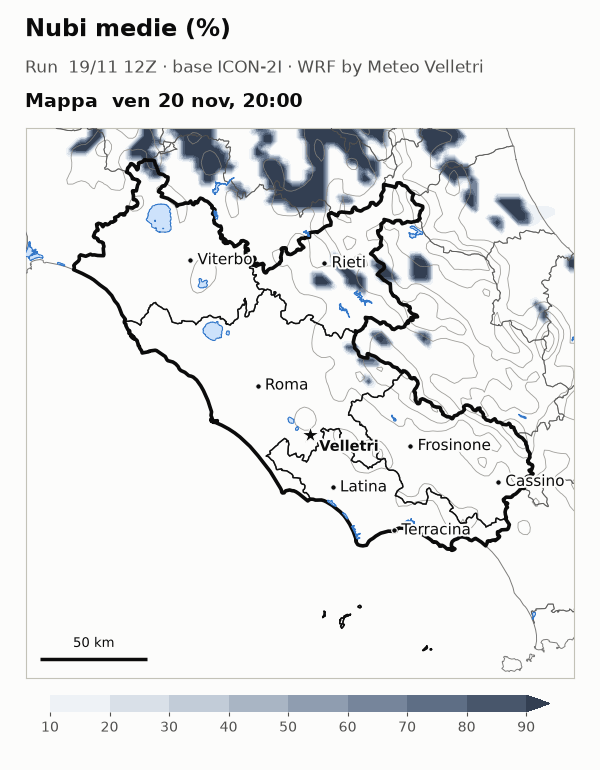 Nubi medie (%)
Run 19/11 12Z · base ICON-2I · WRF by Meteo Velletri
Mappa ven 20 nov, 20:00
Viterbo
Rieti
Roma
Velletri
Frosinone
Latina
Cassino
Terracina
50 km
10 20 30 40 50 60 70 80 90